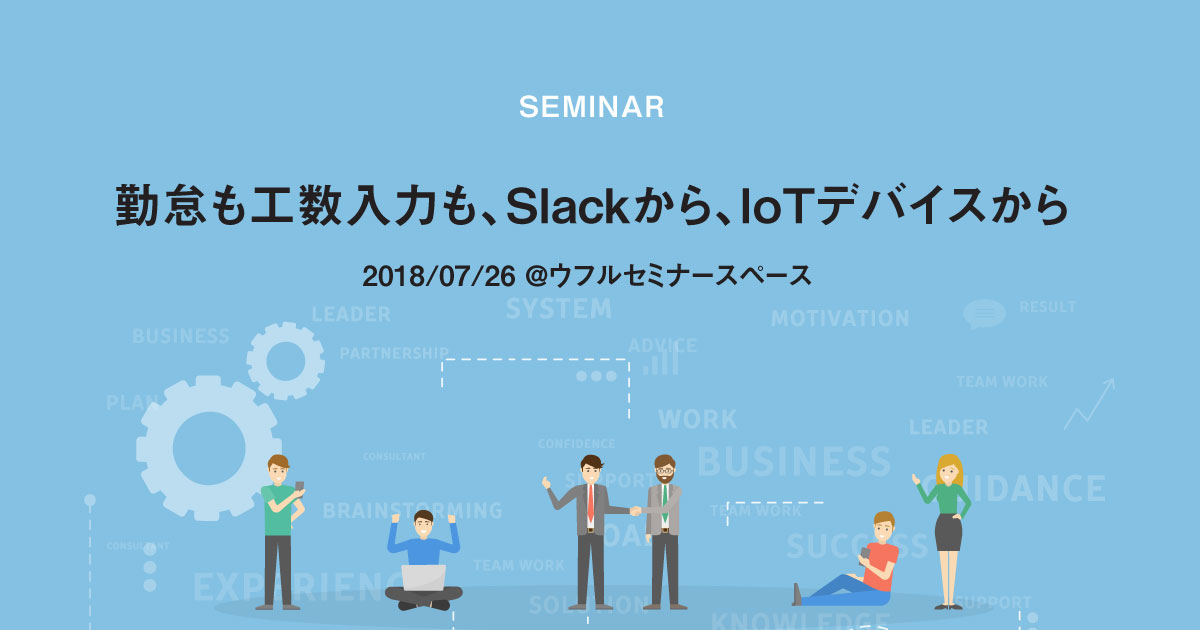 SEMINAR
勤怠も工数入力も、Slackから、IoTデバイスから
2018/07/26 @ウフルセミナースペース
LEADER
SYSTEM
MOTIVATION
RESULT
BUSINESS
PARTNERSHIP
ADVICE
TEAM WORK
PLAN
WORK
LEADER
CONFIDENCE
CONSULTANT
BUSINESS
SUPPORT
GUIDANCE
BRAINSTORMING
TEAM WORK
CONSULTANT
SUCCESS
TEAM WORK
EXPERIENC
SOLUTION
SUPPORT
KNOWLEDGE